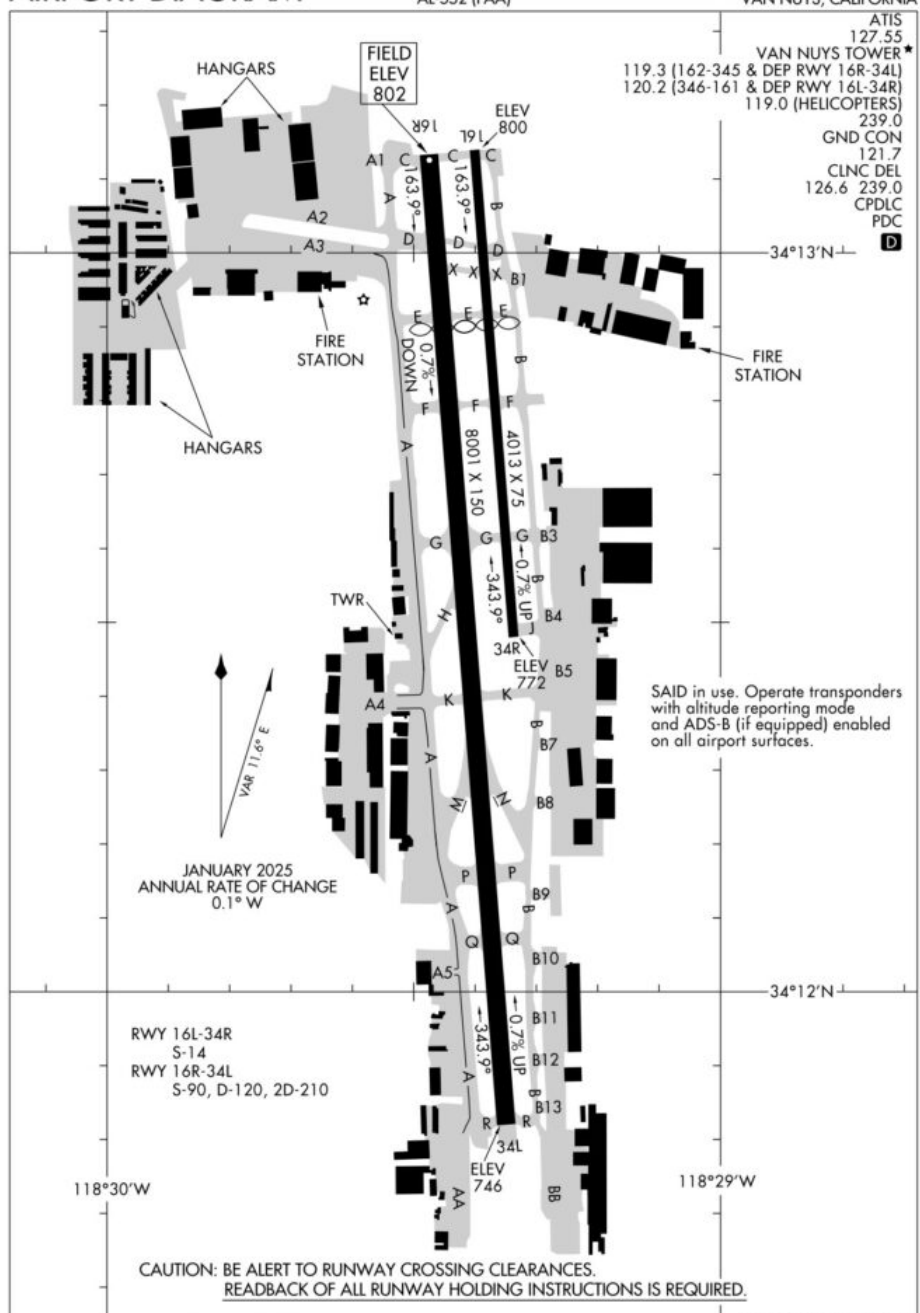 AIRPORT DIAGRAM
AL-552 (FAA)
VAN NUYS, CALIFORNIA
ATIS
127.55
VAN NUYS TOWER★
119.3 (162-345 & DEP RWY 16R-34L)
120.2 (346-161 & DEP RWY 16L-34R)
119.0 (HELICOPTERS)
239.0
GND CON
121.7
CLNC DEL
126.6 239.0
CPDLC
PDC
D
FIELD
ELEV
802
HANGARS
ELEV
800
16R
16L
A1
C
C
C
163.9°
163.9°
A
B
A2
A3
D
D
D
34°13'N
X
X
X
B1
E
E
E
FIRE
STATION
FIRE
STATION
0.7%
DOWN
B
F
F
F
HANGARS
A
8001 X 150
4013 X 75
G
G
G
B3
343.9°
0.7% UP
B
TWR
H
B4
34R
ELEV
772
B5
K
K
A4
SAID in use. Operate transponders
with altitude reporting mode
and ADS-B (if equipped) enabled
on all airport surfaces.
VAR 11.6° E
B
B7
A
M
N
B8
JANUARY 2025
ANNUAL RATE OF CHANGE
0.1° W
P
P
B9
A
B
Q
Q
B10
A5
34°12'N
343.9°
0.7% UP
B11
RWY 16L-34R
S-14
RWY 16R-34L
S-90, D-120, 2D-210
B12
A
B
B13
R
R
34L
ELEV
746
118°30'W
118°29'W
AA
BB
CAUTION: BE ALERT TO RUNWAY CROSSING CLEARANCES.
READBACK OF ALL RUNWAY HOLDING INSTRUCTIONS IS REQUIRED.